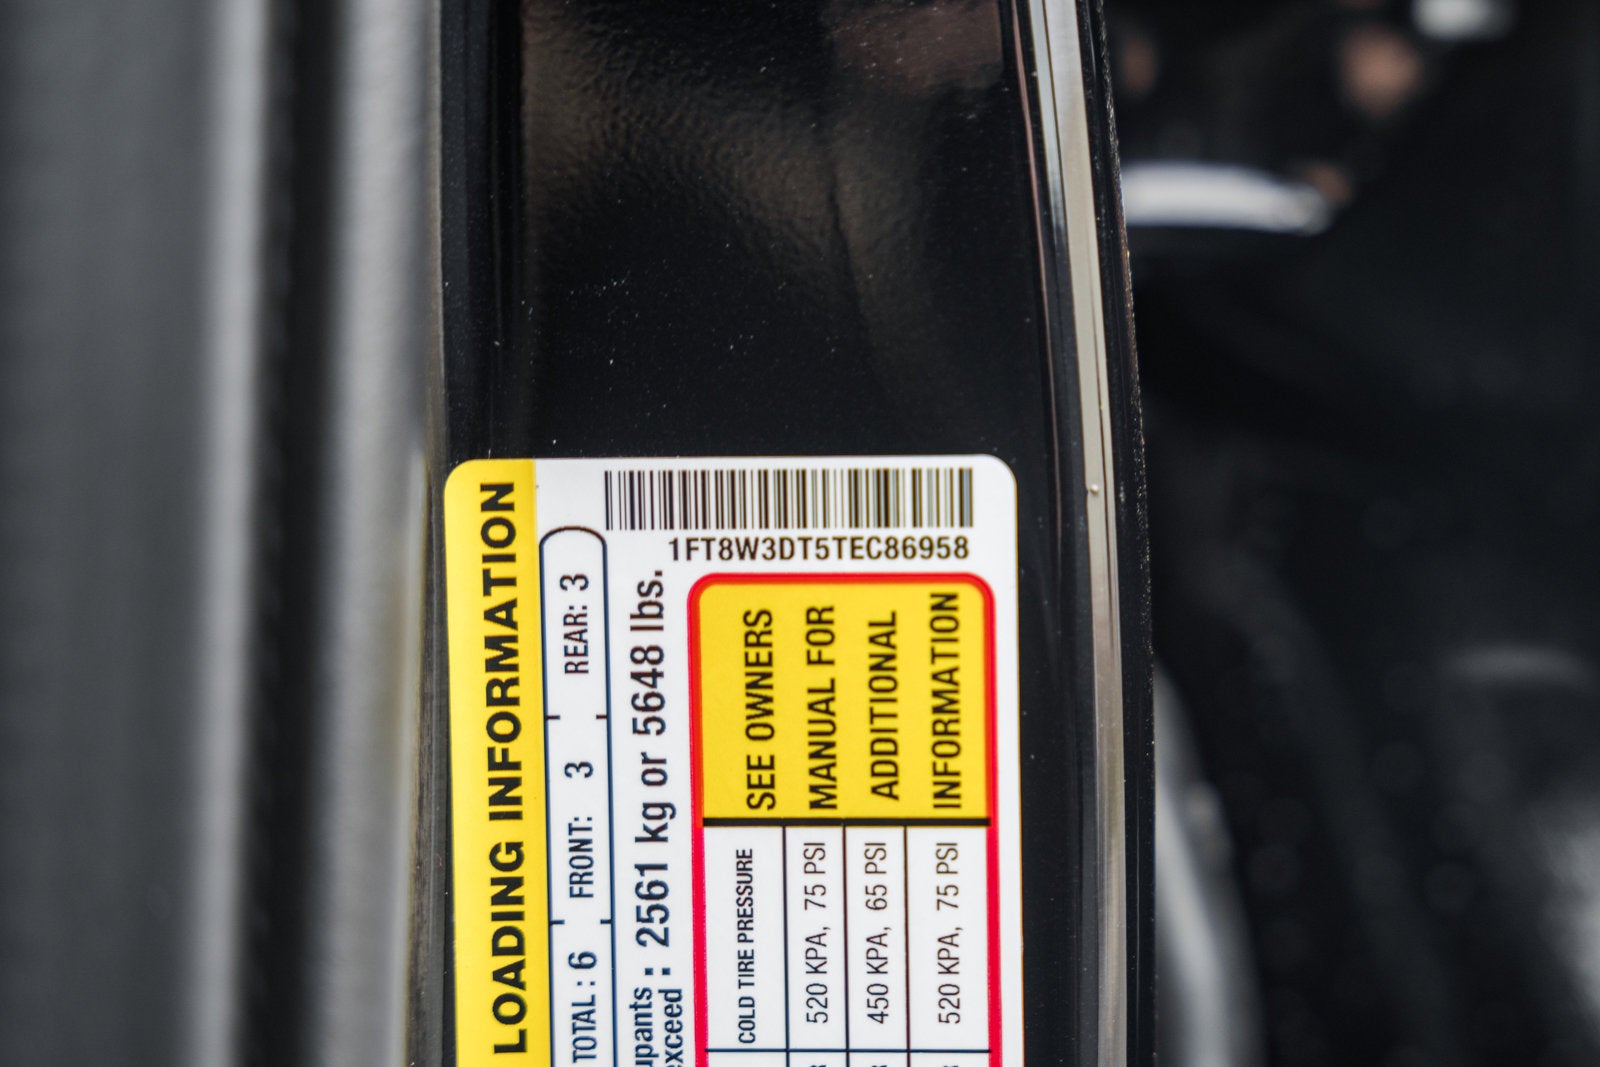 LOADING INFORMATION
TOTAL : 6 FRONT: 3 REAR: 3
upants : 2561 kg or 5648 lbs.
exceed
1FT8W3DT5TEC86958
COLD TIRE PRESSURE
520 KPA, 75 PSI
450 KPA, 65 PSI
520 KPA, 75 PSI
SEE OWNERS
MANUAL FOR
ADDITIONAL
INFORMATION